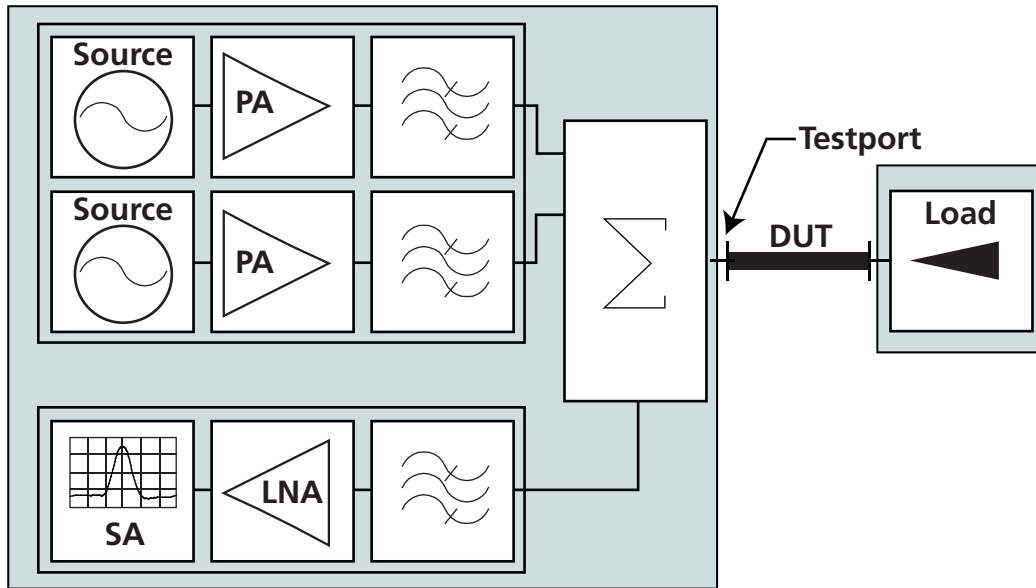 Source
PA
Testport
Source
PA
DUT
Load
SA
LNA